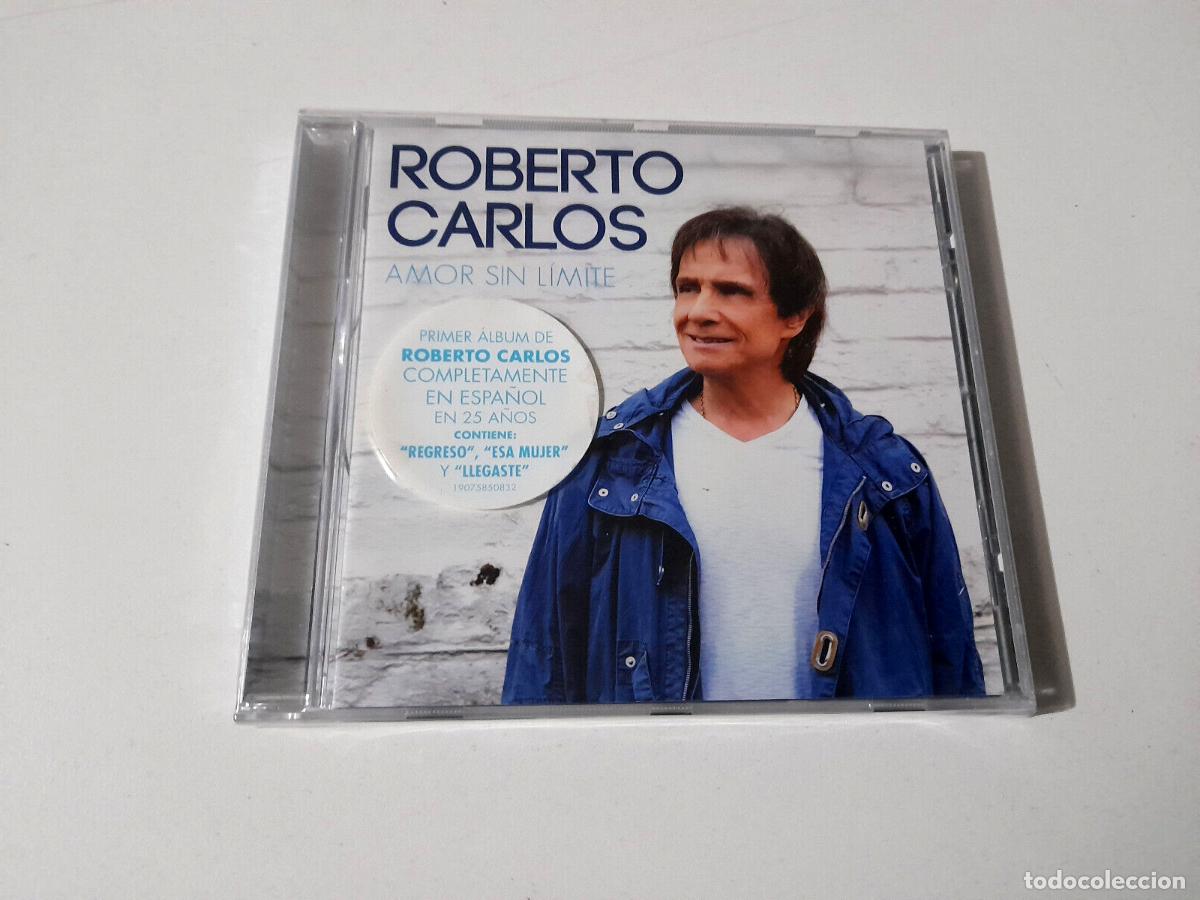 ROBERTO
CARLOS
AMOR SIN LÍMITE
PRIMER ÁLBUM DE
ROBERTO CARLOS
COMPLETAMENTE
EN ESPAÑOL
EN 25 AÑOS
CONTIENE:
"REGRESO", "ESA MUJER"
Y "LLEGASTE"
19075850832
todocoleccion